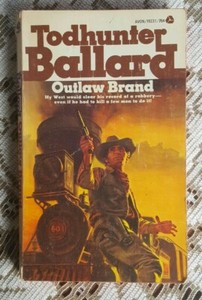 Todhunter
Ballard
Outlaw Brand
Hy West would clear his record of a robbery—
even if he had to kill a few men to do it!